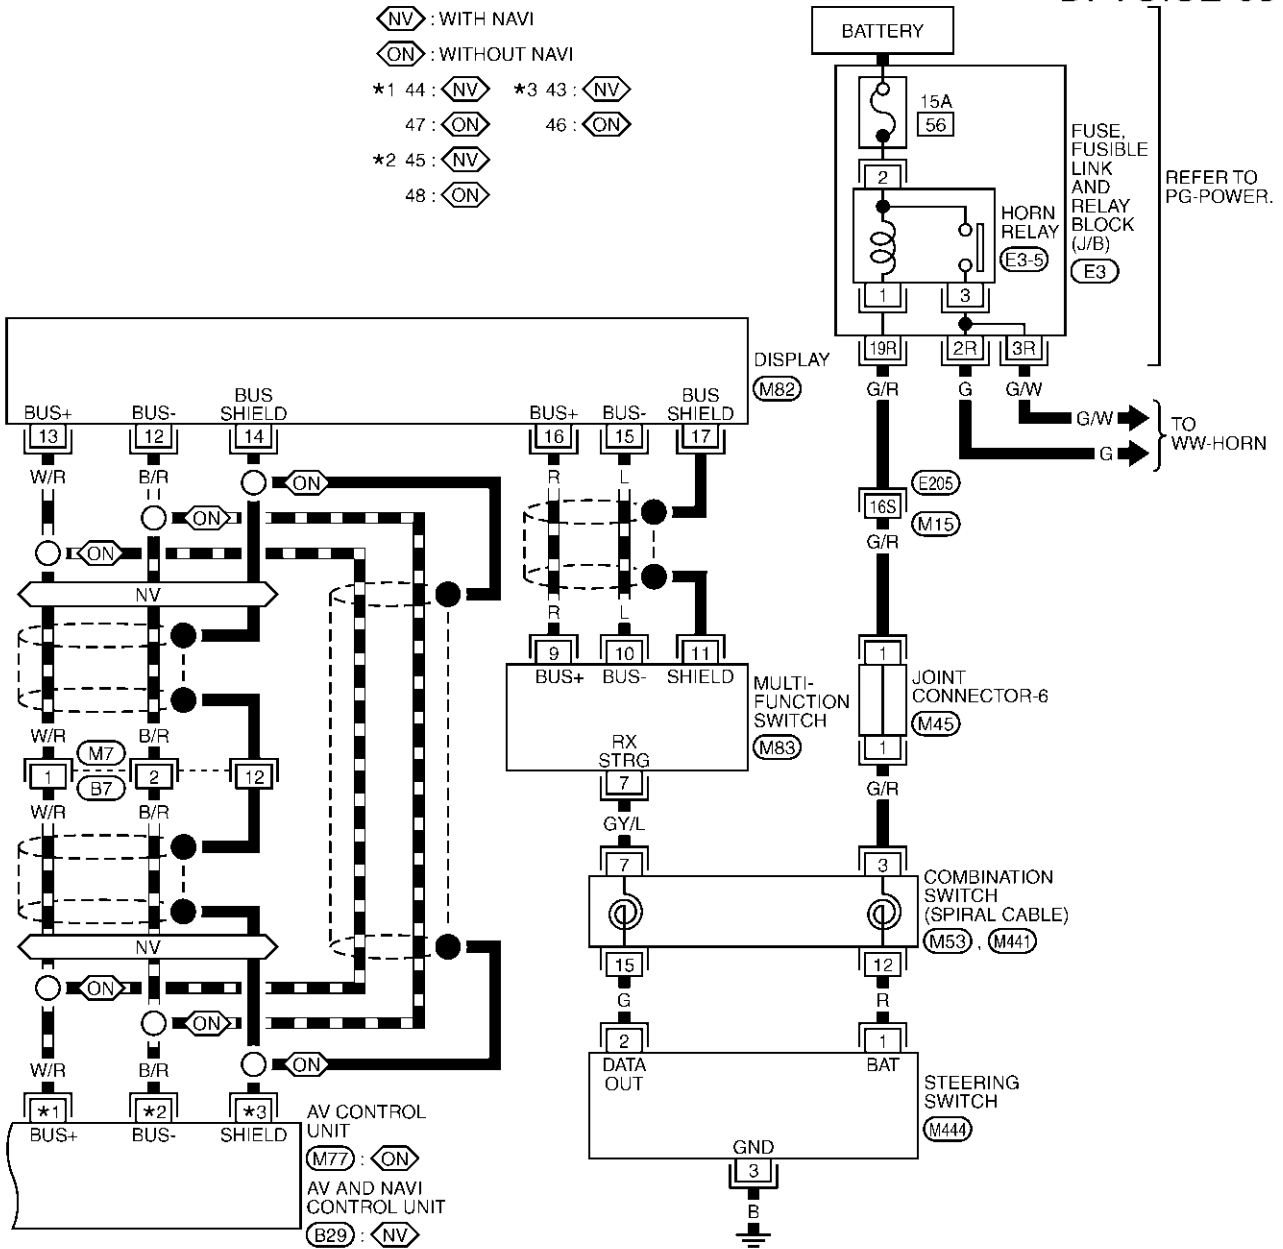 NV : WITH NAVI
ON : WITHOUT NAVI
*1 44 : NV *3 43 : NV
47 : ON 46 : ON
*2 45 : NV
48 : ON
BATTERY
15A
56
2
HORN
RELAY
E3-5
1 3
FUSE,
FUSIBLE
LINK
AND
RELAY
BLOCK
(J/B)
E3
REFER TO
PG-POWER.
19R 2R 3R
G/R G G/W
G/W
G
TO
WW-HORN
E205
16S
M15
G/R
1
JOINT
CONNECTOR-6
M45
1
G/R
DISPLAY
M82
BUS+ BUS- BUS
SHIELD
BUS+ BUS- BUS
SHIELD
13 12 14 16 15 17
W/R B/R R L
ON
ON
ON
NV
W/R B/R
M7
1 2 12
B7
W/R B/R
NV
ON
ON
ON
W/R B/R
*1 *2 *3
BUS+ BUS- SHIELD
AV CONTROL
UNIT
M77 : ON
AV AND NAVI
CONTROL UNIT
B29 : NV
R L
9 10 11
BUS+ BUS- SHIELD
MULTI-
FUNCTION
SWITCH
M83
RX
STRG
7
GY/L
7 3
COMBINATION
SWITCH
(SPIRAL CABLE)
M53 , M441
15 12
G R
2 1
DATA
OUT
BAT
STEERING
SWITCH
M444
GND
3
B